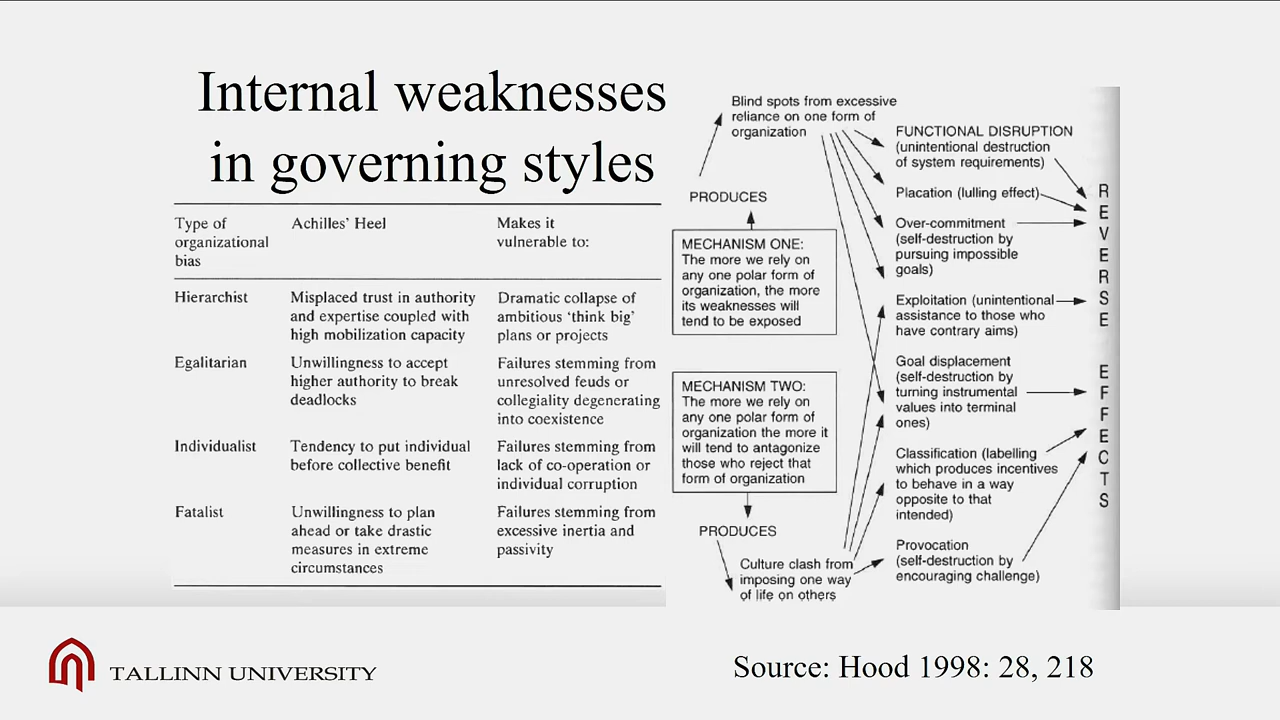 Internal weaknesses
in governing styles
Type of
organizational
bias
Achilles' Heel
Makes it
vulnerable to:
Hierarchist
Misplaced trust in authority
and expertise coupled with
high mobilization capacity
Dramatic collapse of
ambitious 'think big'
plans or projects
Egalitarian
Unwillingness to accept
higher authority to break
deadlocks
Failures stemming from
unresolved feuds or
collegiality degenerating
into coexistence
Individualist
Tendency to put individual
before collective benefit
Failures stemming from
lack of co-operation or
individual corruption
Fatalist
Unwillingness to plan
ahead or take drastic
measures in extreme
circumstances
Failures stemming from
excessive inertia and
passivity
Blind spots from excessive
reliance on one form of
organization
PRODUCES
MECHANISM ONE:
The more we rely on
any one polar form of
organization, the more
its weaknesses will
tend to be exposed
MECHANISM TWO:
The more we rely on
any one polar form of
organization the more it
will tend to antagonize
those who reject that
form of organization
PRODUCES
Culture clash from
imposing one way
of life on others
FUNCTIONAL DISRUPTION
(unintentional destruction
of system requirements)
Placation (lulling effect)
Over-commitment
(self-destruction by
pursuing impossible
goals)
Exploitation (unintentional
assistance to those who
have contrary aims)
Goal displacement
(self-destruction by
turning instrumental
values into terminal
ones)
Classification (labelling
which produces incentives
to behave in a way
opposite to that
intended)
Provocation
(self-destruction by
encouraging challenge)
REVERSE EFFECTS
TALLINN UNIVERSITY
Source: Hood 1998: 28, 218